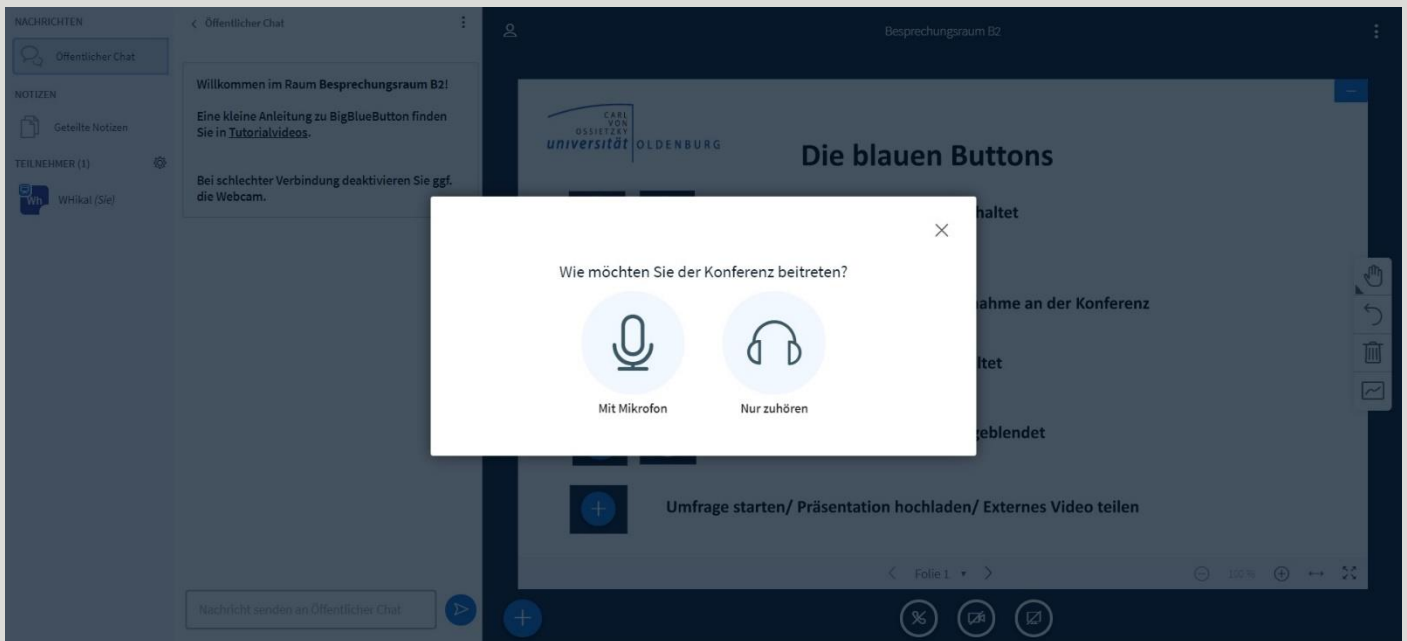 NACHRICHTEN
Öffentlicher Chat
NOTIZEN
Geteilte Notizen
TEILNEHMER (1)
Wh
WHikal (Sie)
Öffentlicher Chat
Willkommen im Raum Besprechungsraum B2!
Eine kleine Anleitung zu BigBlueButton finden
Sie in Tutorialvideos.
Bei schlechter Verbindung deaktivieren Sie ggf.
die Webcam.
Nachricht senden an Öffentlicher Chat
Besprechungsraum B2
CARL
VON
OSSIETZKY
universität OLDENBURG
Die blauen Buttons
haltet
Wie möchten Sie der Konferenz beitreten?
Mit Mikrofon
Nur zuhören
ahme an der Konferenz
ltet
eblendet
Umfrage starten/ Präsentation hochladen/ Externes Video teilen
Folie 1
100%